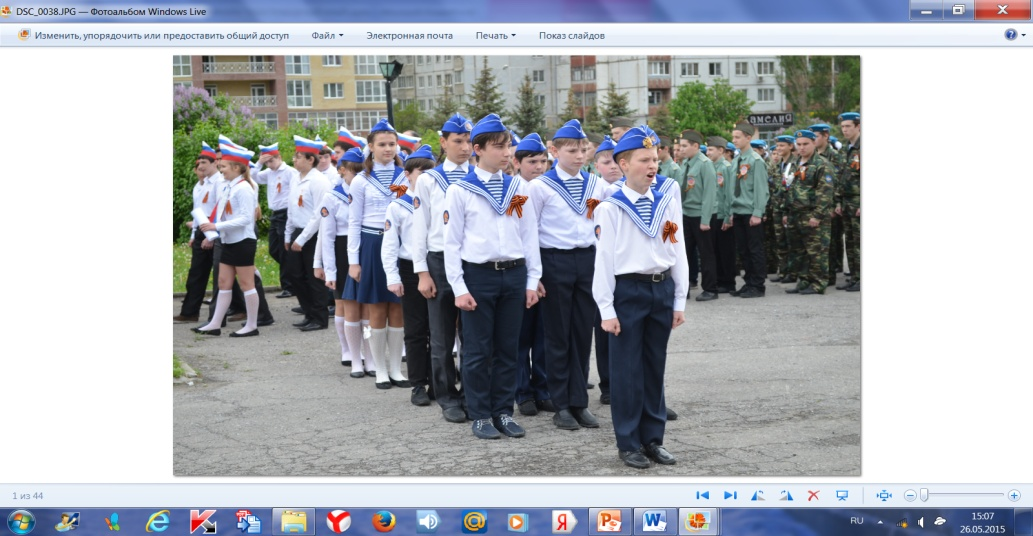 DSC_0038.JPG — Фотоальбом Windows Live
Изменить, упорядочить или предоставить общий доступ Файл Электронная почта Печать Показ слайдов
КАМЕЛИЯ
1 из 44
RU
15:07
26.05.2015